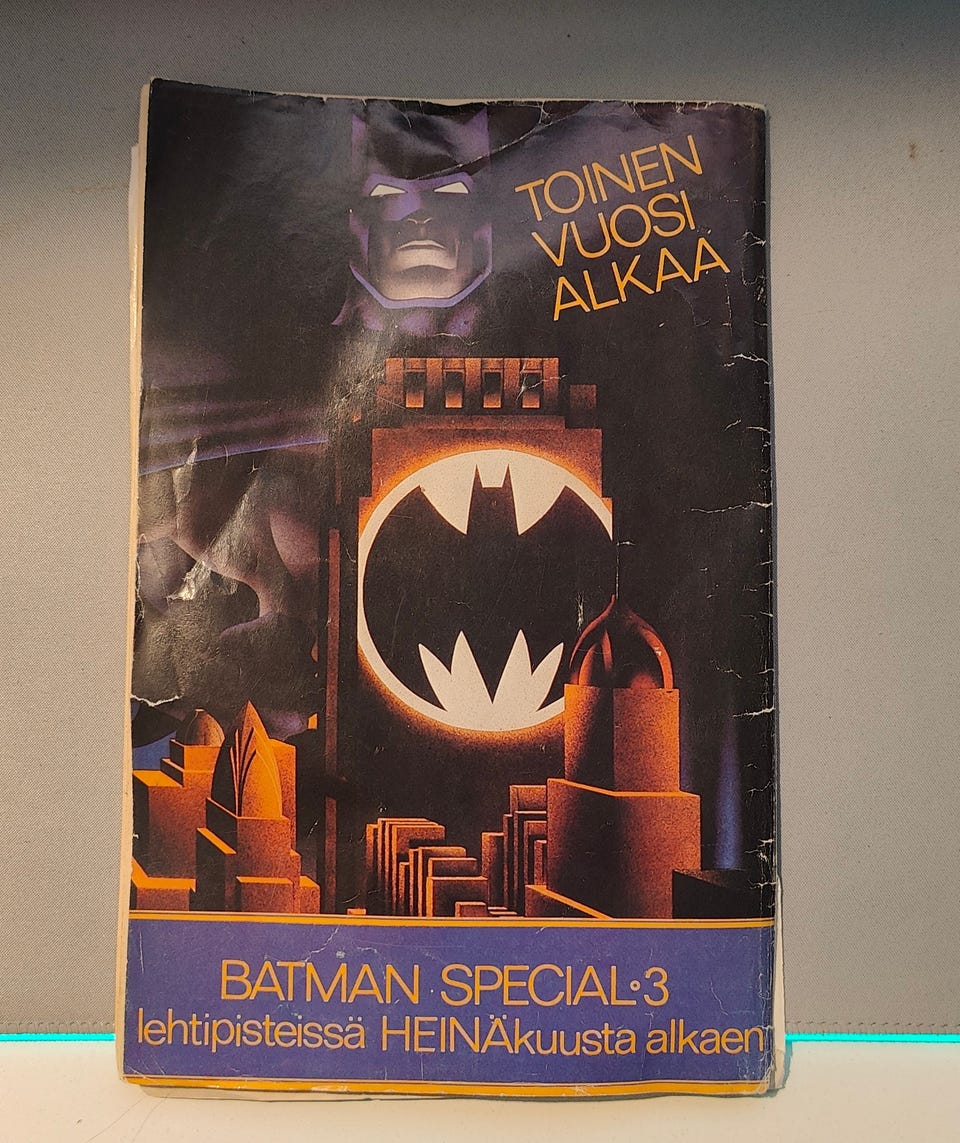 TOINEN
VUOSI
ALKAA
BATMAN SPECIAL•3
lehtipisteissä HEINÄkuusta alkaen